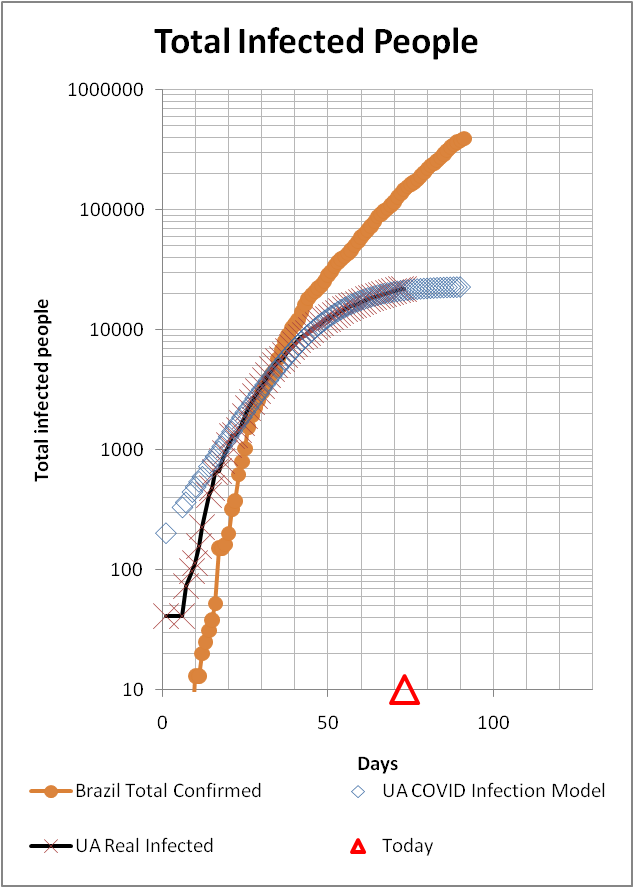 Total Infected People
1000000
100000
10000
1000
100
10
Total infected people
0 50 100
Days
Brazil Total Confirmed
UA COVID Infection Model
UA Real Infected
Today